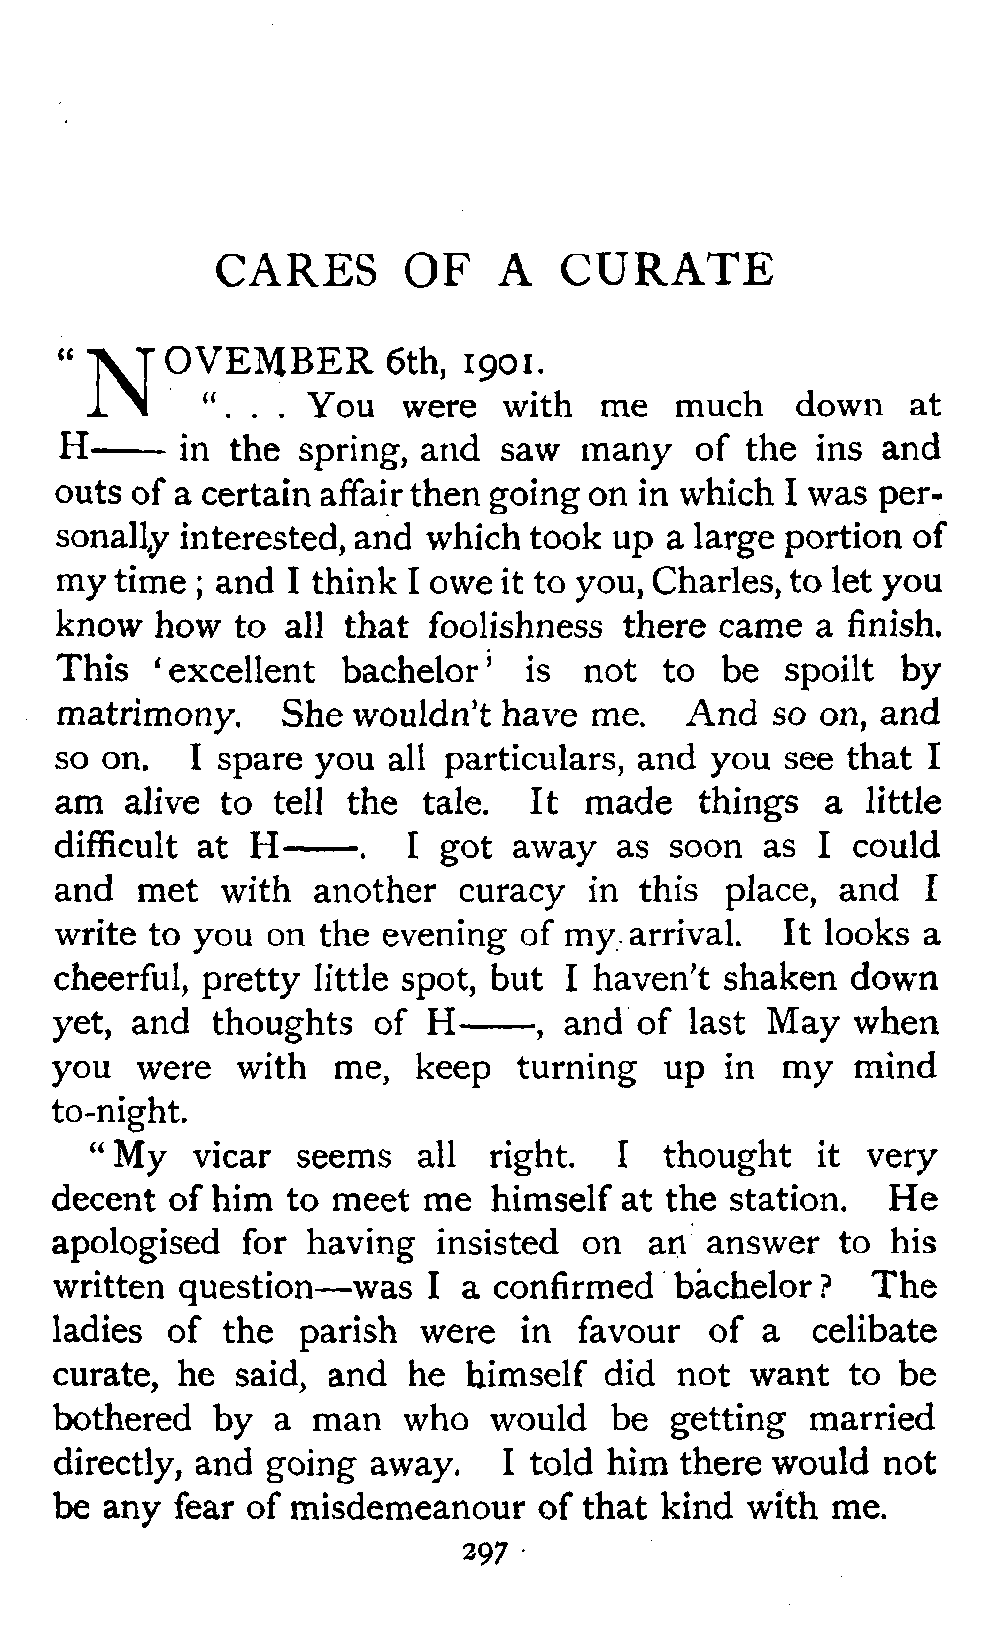 CARES OF A CURATE
“NOVEMBER 6th, 1901.
“. . . You were with me much down at
H—— in the spring, and saw many of the ins and
outs of a certain affair then going on in which I was per-
sonally interested, and which took up a large portion of
my time ; and I think I owe it to you, Charles, to let you
know how to all that foolishness there came a finish.
This ‘excellent bachelor’ is not to be spoilt by
matrimony. She wouldn't have me. And so on, and
so on. I spare you all particulars, and you see that I
am alive to tell the tale. It made things a little
difficult at H——. I got away as soon as I could
and met with another curacy in this place, and I
write to you on the evening of my arrival. It looks a
cheerful, pretty little spot, but I haven't shaken down
yet, and thoughts of H——, and of last May when
you were with me, keep turning up in my mind
to-night.
“My vicar seems all right. I thought it very
decent of him to meet me himself at the station. He
apologised for having insisted on an answer to his
written question—was I a confirmed bachelor? The
ladies of the parish were in favour of a celibate
curate, he said, and he himself did not want to be
bothered by a man who would be getting married
directly, and going away. I told him there would not
be any fear of misdemeanour of that kind with me.
297